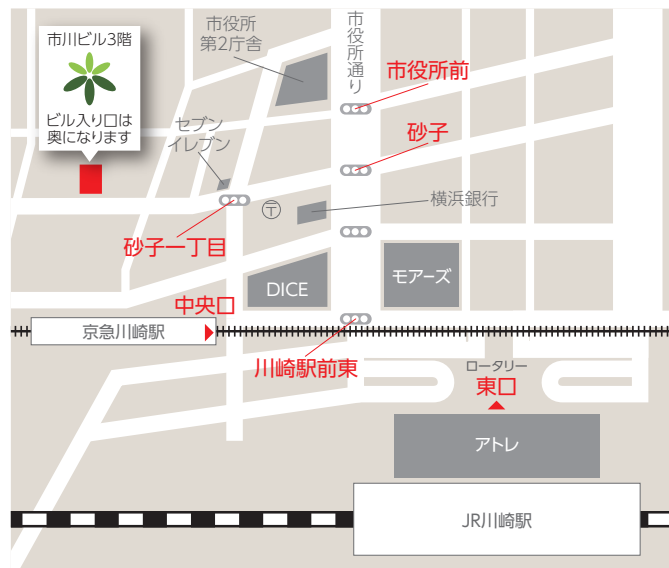 市川ビル3階
ビル入り口は
奥になります
市役所
第2庁舎
市役所通り
市役所前
セブン
イレブン
砂子
横浜銀行
〒
砂子一丁目
DICE
モアーズ
中央口
京急川崎駅
川崎駅前東
ロータリー
東口
アトレ
JR川崎駅